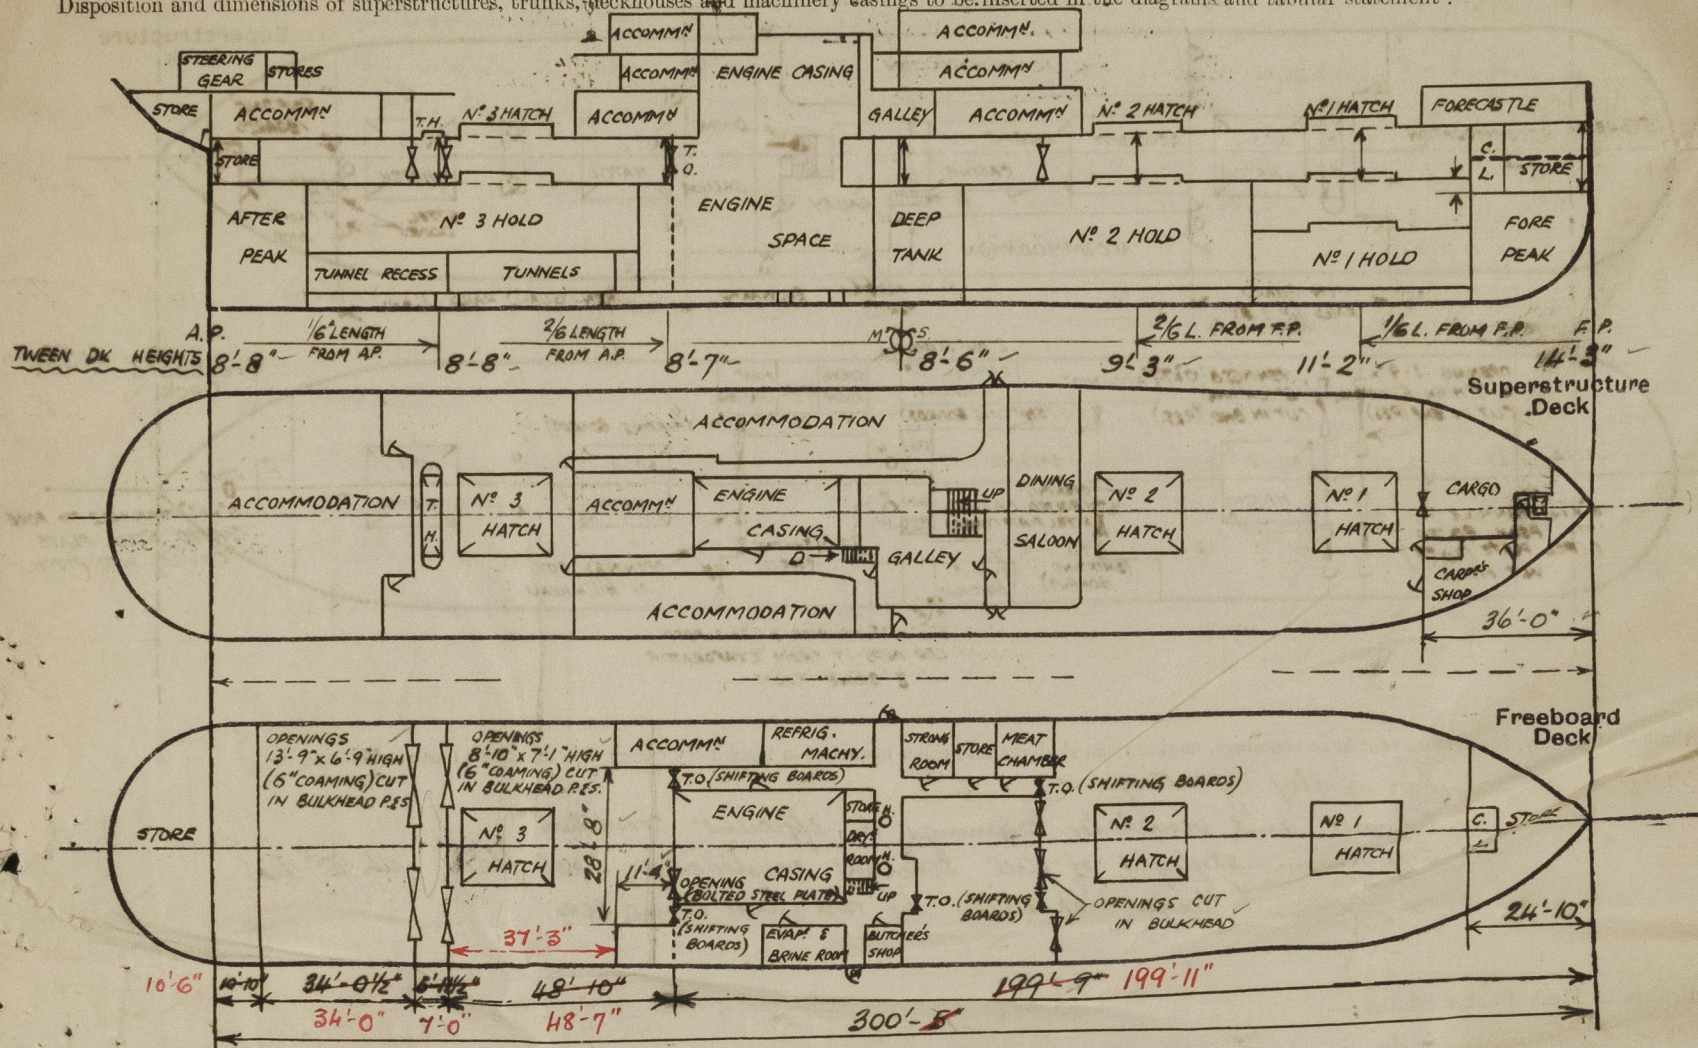 Disposition and dimensions of superstructures, trunks, deckhouses and machinery casings to be inserted in the diagrams and tabular statement :
ACCOMMN
ACCOMMN.
STEERING
GEAR
STORES
ACCOMMN
ENGINE CASING
ACCOMMN
STORE
ACCOMMN
T.H.
No 3 HATCH
ACCOMMN
GALLEY
ACCOMMN
No 2 HATCH
No 1 HATCH
FORECASTLE
STORE
T.
O.
C.
L.
STORE
AFTER
PEAK
No 3 HOLD
ENGINE
SPACE
DEEP
TANK
No 2 HOLD
No 1 HOLD
FORE
PEAK
TUNNEL RECESS
TUNNELS
A.P.
1/6 LENGTH
FROM AP.
2/6 LENGTH
FROM A.P.
M S.
2/6 L. FROM F.P.
1/6 L. FROM F.P.
F.P.
TWEEN DK HEIGHTS
8'-8"
8'-8"
8'-7"
8'-6"
9'-3"
11'-2"
14'-3"
Superstructure
Deck
ACCOMMODATION
ACCOMMODATION
T.
H.
No 3
HATCH
ACCOMMN
ENGINE
CASING
D
UP
GALLEY
DINING
SALOON
No 2
HATCH
No 1
HATCH
CARGO
CARPR'S
SHOP
ACCOMMODATION
36'-0"
Freeboard
Deck
OPENINGS
13'-9" x 6'-9" HIGH
(6" COAMING) CUT
IN BULKHEAD P.&S.
OPENINGS
8'-10" x 7'-1" HIGH
(6" COAMING) CUT
IN BULKHEAD P.&S.
ACCOMMN
REFRIG.
MACHY.
STRONG
ROOM
STORE
MEAT
CHAMBER
T.O. (SHIFTING BOARDS)
T.O. (SHIFTING BOARDS)
STORE
No 3
HATCH
28'-8"
11'-4"
ENGINE
CASING
STORE
H.
DRY.
ROOM
H.
UP
OPENING
(BOLTED STEEL PLATE)
T.O.
(SHIFTING
BOARDS)
EVAP. &
BRINE ROOM
BUTCHER'S
SHOP
T.O. (SHIFTING
BOARDS)
No 2
HATCH
OPENINGS CUT
IN BULKHEAD
No 1
HATCH
C.
L.
STORE
24'-10"
37'-3"
10'-6"
10'-10"
34'-0½"
48'-10"
199'-9"
199'-11"
34'-0"
7'-0"
48'-7"
300'-